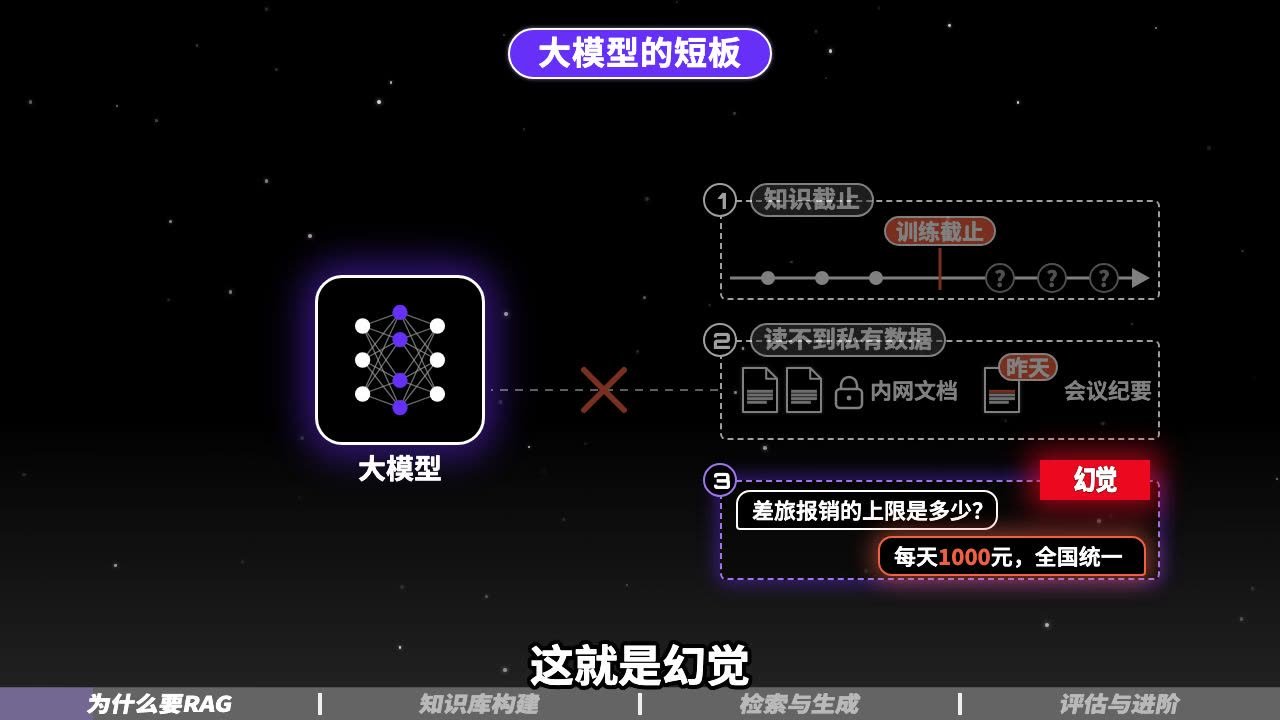 大模型的短板
1 知识截止
训练截止
? ? ?
2 读不到私有数据
昨天
内网文档 会议纪要
大模型
3 幻觉
差旅报销的上限是多少?
每天1000元，全国统一
这就是幻觉
为什么要RAG 知识库构建 检索与生成 评估与进阶